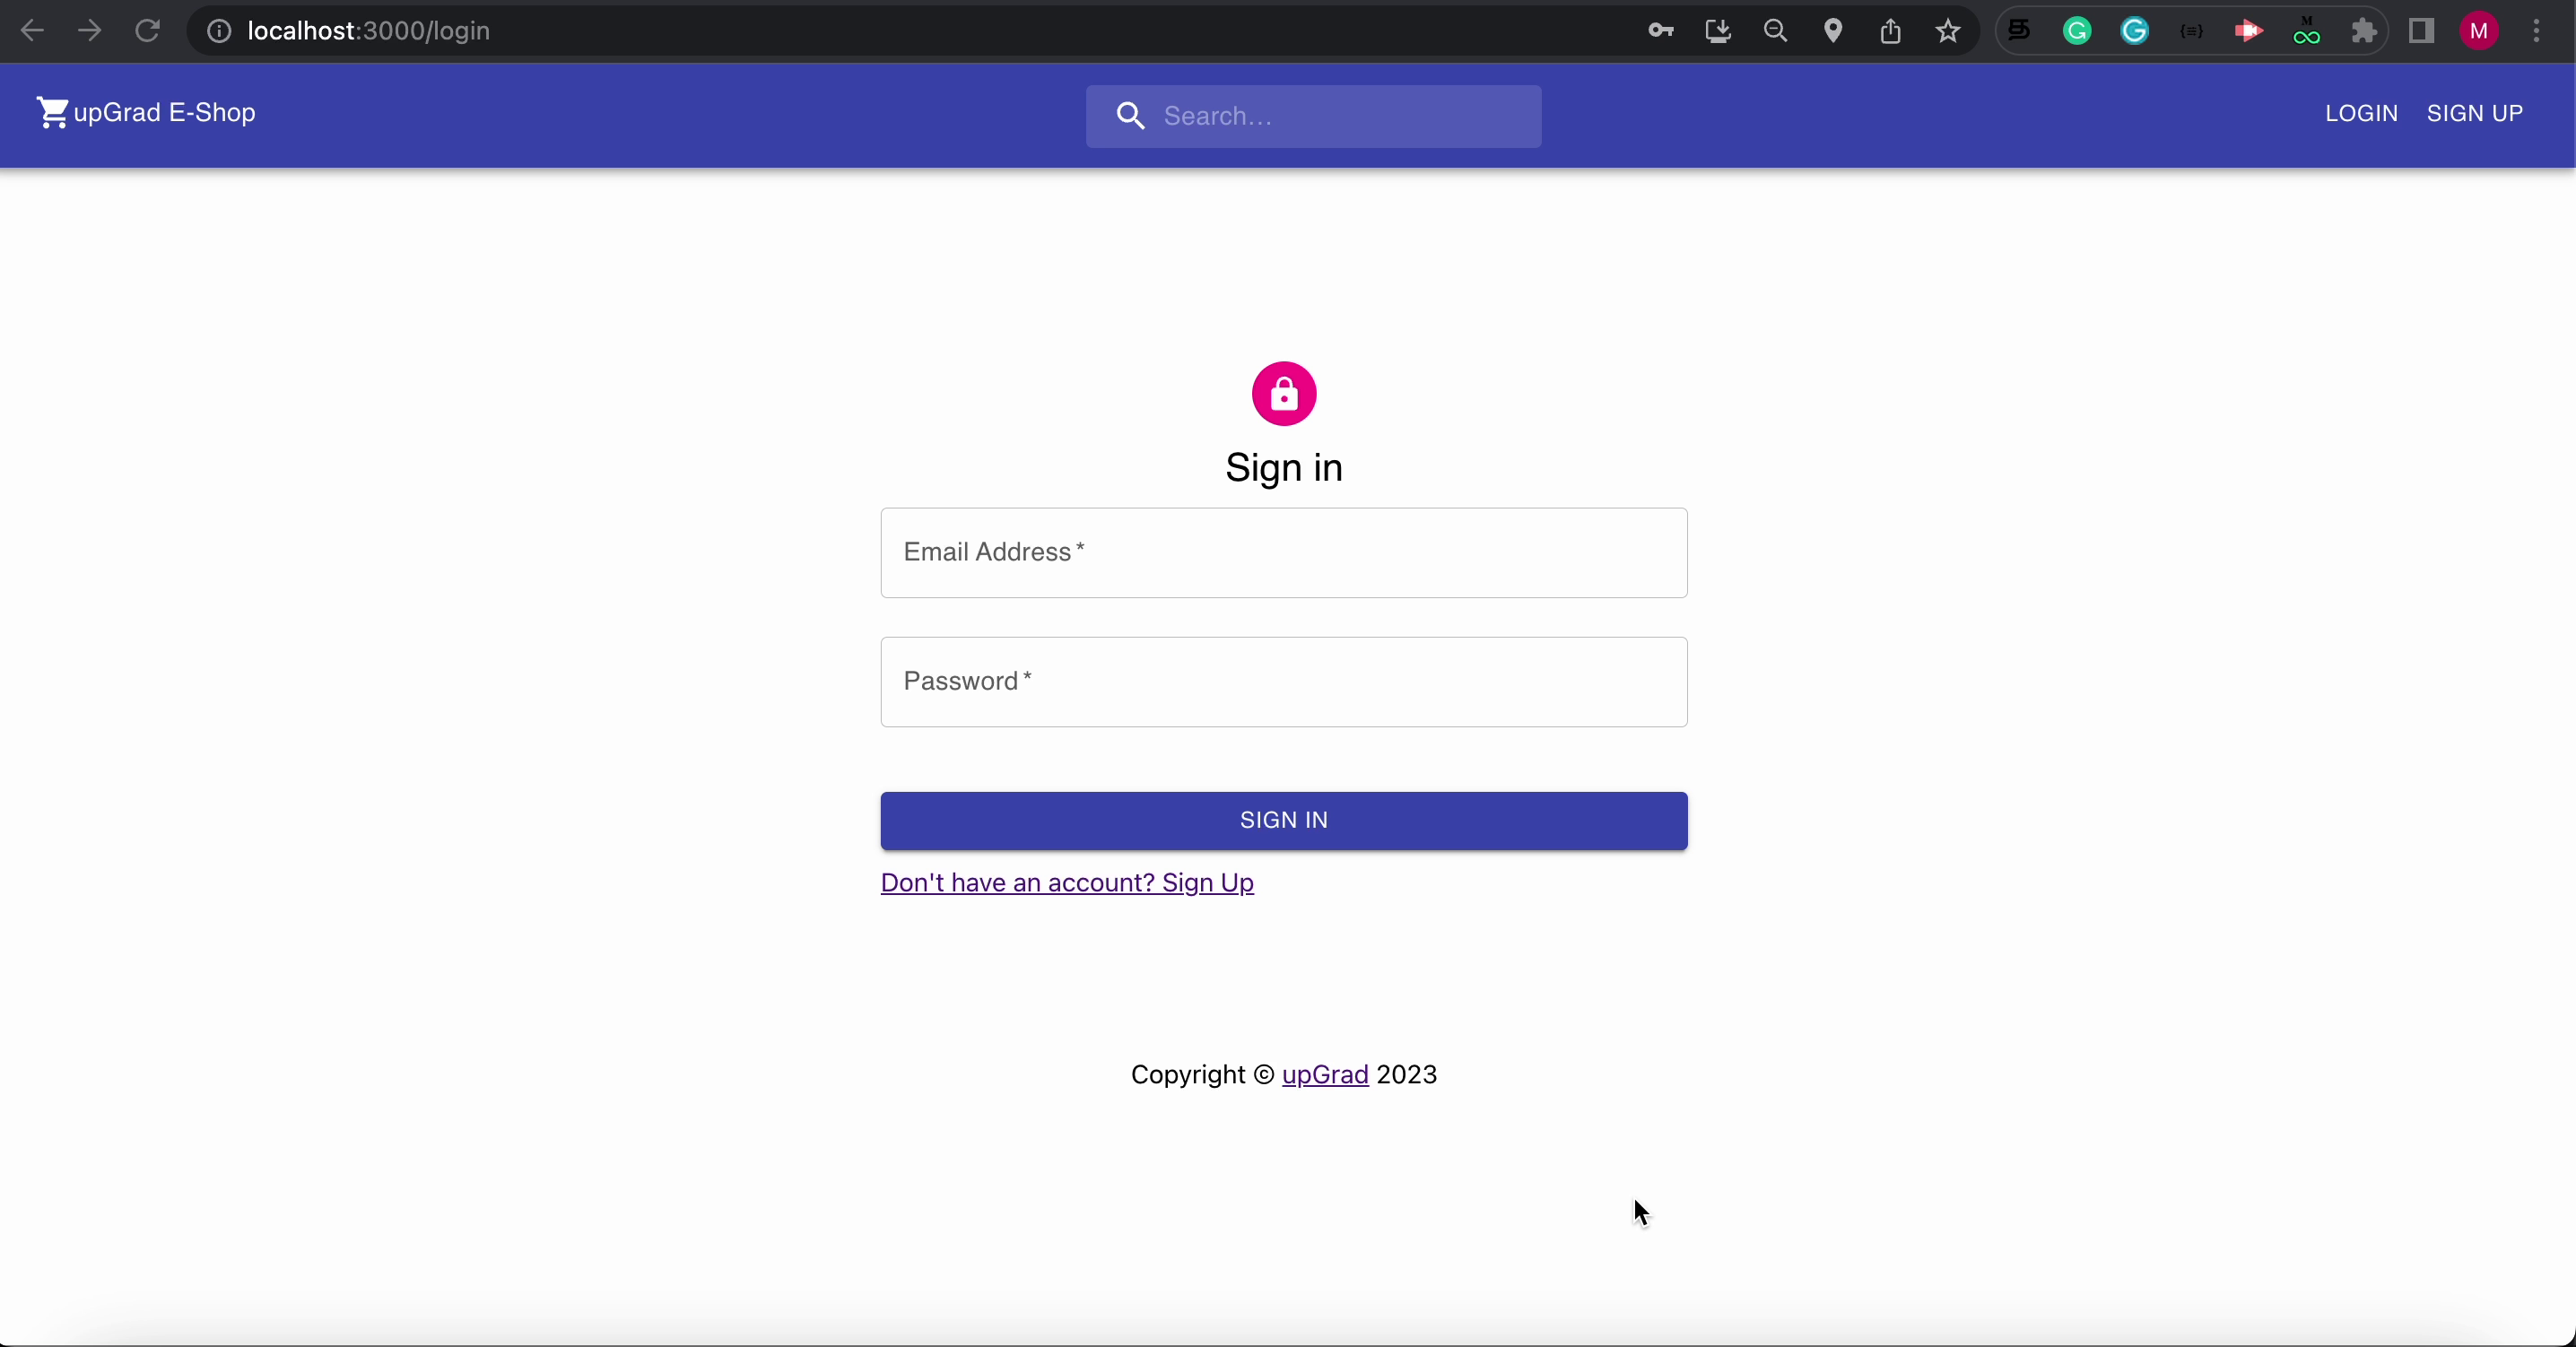 localhost:3000/login
M
M
upGrad E-Shop
Search...
LOGIN
SIGN UP
Sign in
Email Address *
Password *
SIGN IN
Don't have an account? Sign Up
Copyright © upGrad 2023